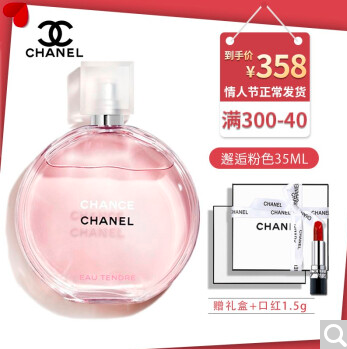 CHANEL
到手价
￥358
情人节正常发货
满300-40
邂逅粉色35ML
CHANCE
CHANEL
EAU TENDRE
CHANEL
赠礼盒+口红1.5g